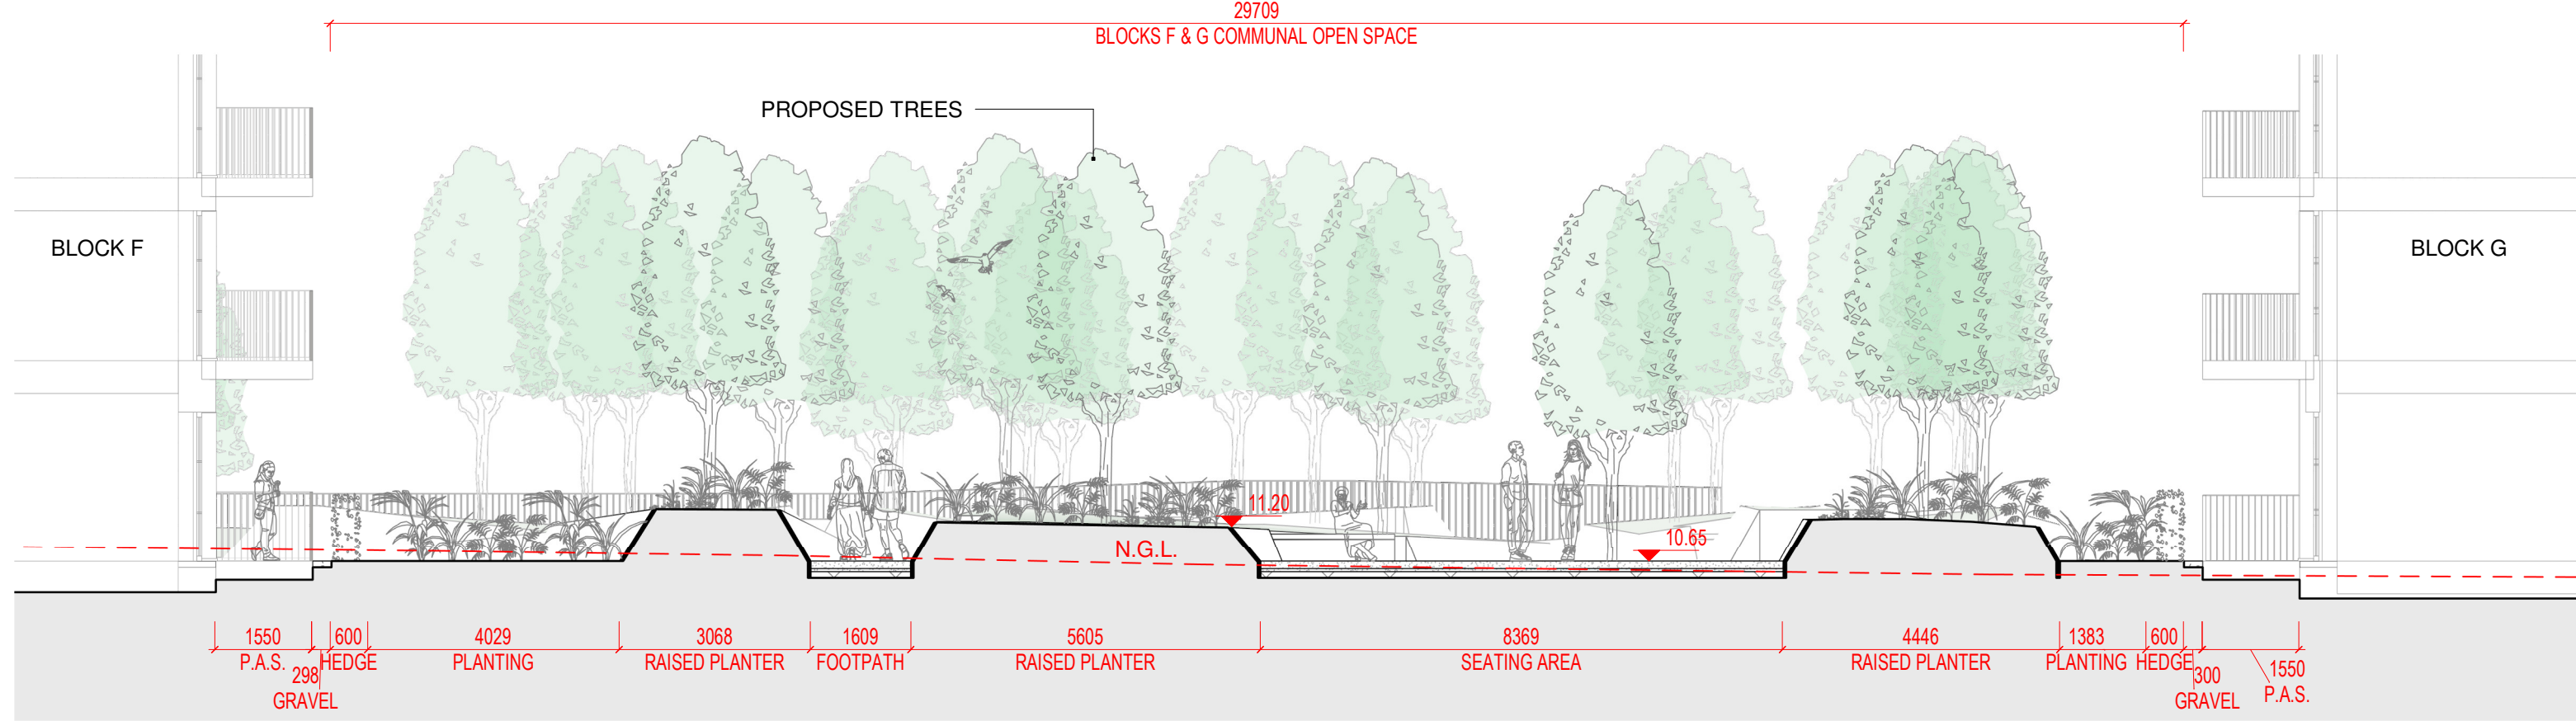 29709
BLOCKS F & G COMMUNAL OPEN SPACE
PROPOSED TREES
BLOCK F
BLOCK G
11.20
N.G.L.
10.65
1550
P.A.S.
298
GRAVEL
600
HEDGE
4029
PLANTING
3068
RAISED PLANTER
1609
FOOTPATH
5605
RAISED PLANTER
8369
SEATING AREA
4446
RAISED PLANTER
1383
PLANTING
600
HEDGE
300
GRAVEL
1550
P.A.S.